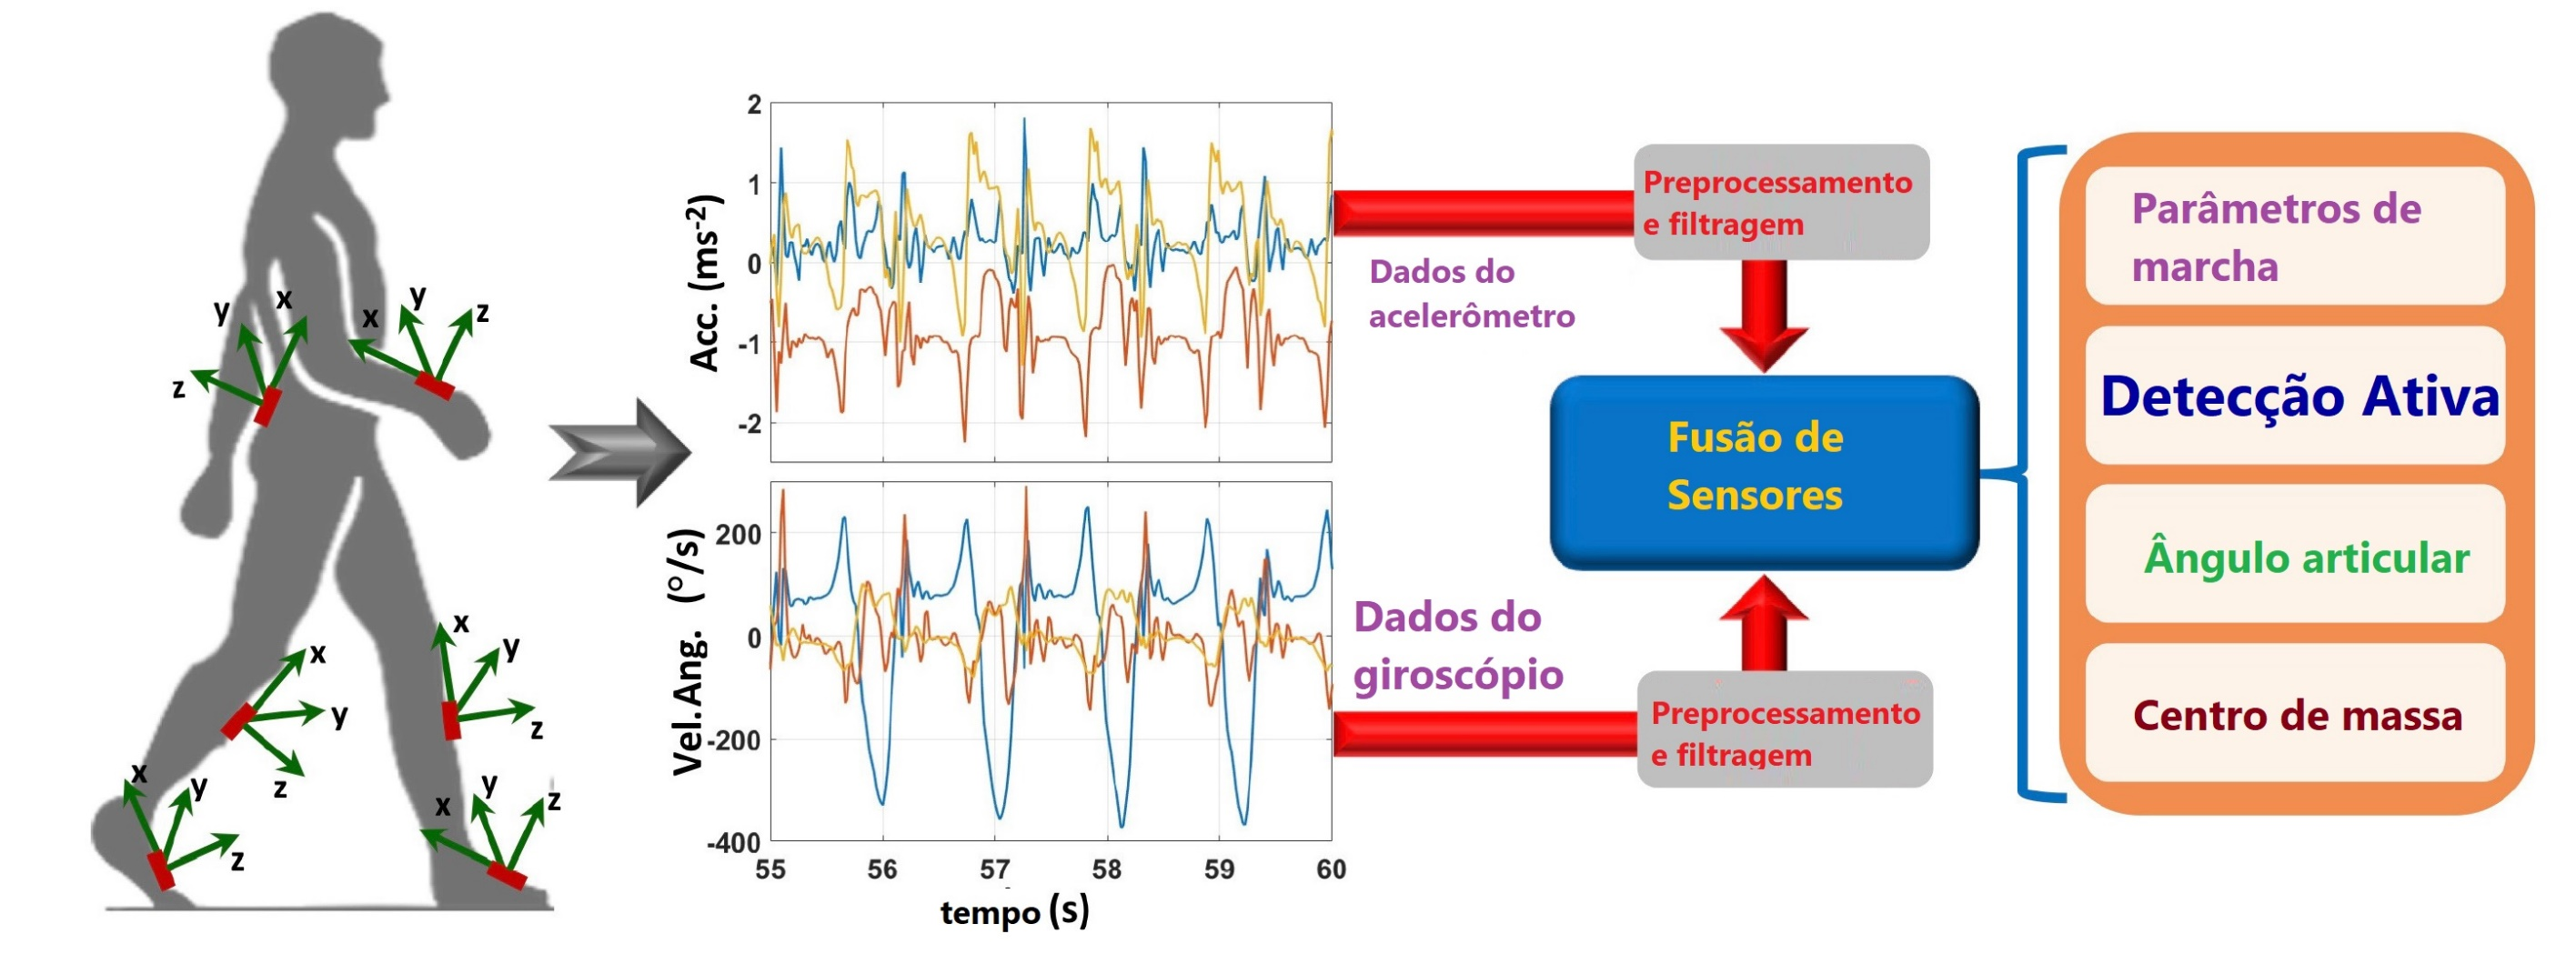 y
x
z
x
y
z
x
y
z
x
y
z
x
y
z
x
y
z
Acc. (ms⁻²)
2
1
0
-1
-2
Vel. Ang. (°/s)
200
0
-200
-400
55
56
57
58
59
60
tempo (s)
Dados do
acelerômetro
Preprocessamento
e filtragem
Fusão de
Sensores
Dados do
giroscópio
Preprocessamento
e filtragem
Parâmetros de
marcha
Detecção Ativa
Ângulo articular
Centro de massa